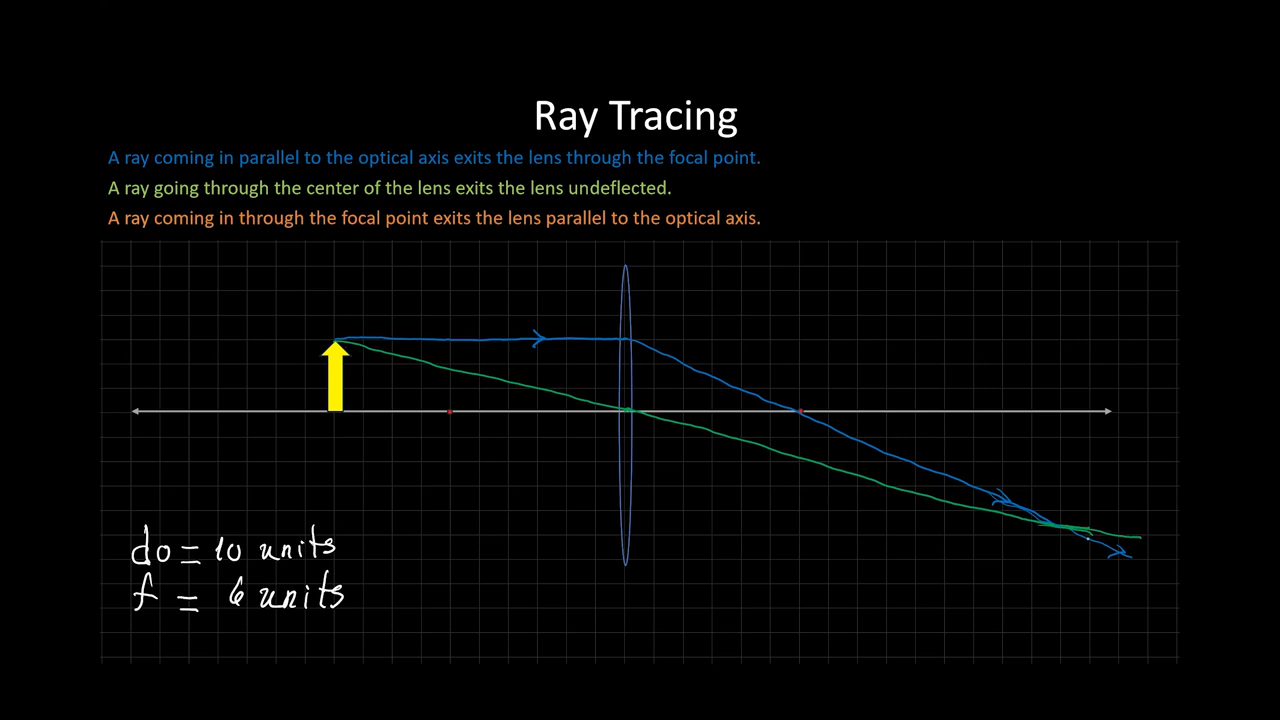 Ray Tracing
A ray coming in parallel to the optical axis exits the lens through the focal point.
A ray going through the center of the lens exits the lens undeflected.
A ray coming in through the focal point exits the lens parallel to the optical axis.
do = 10 units
f = 6 units